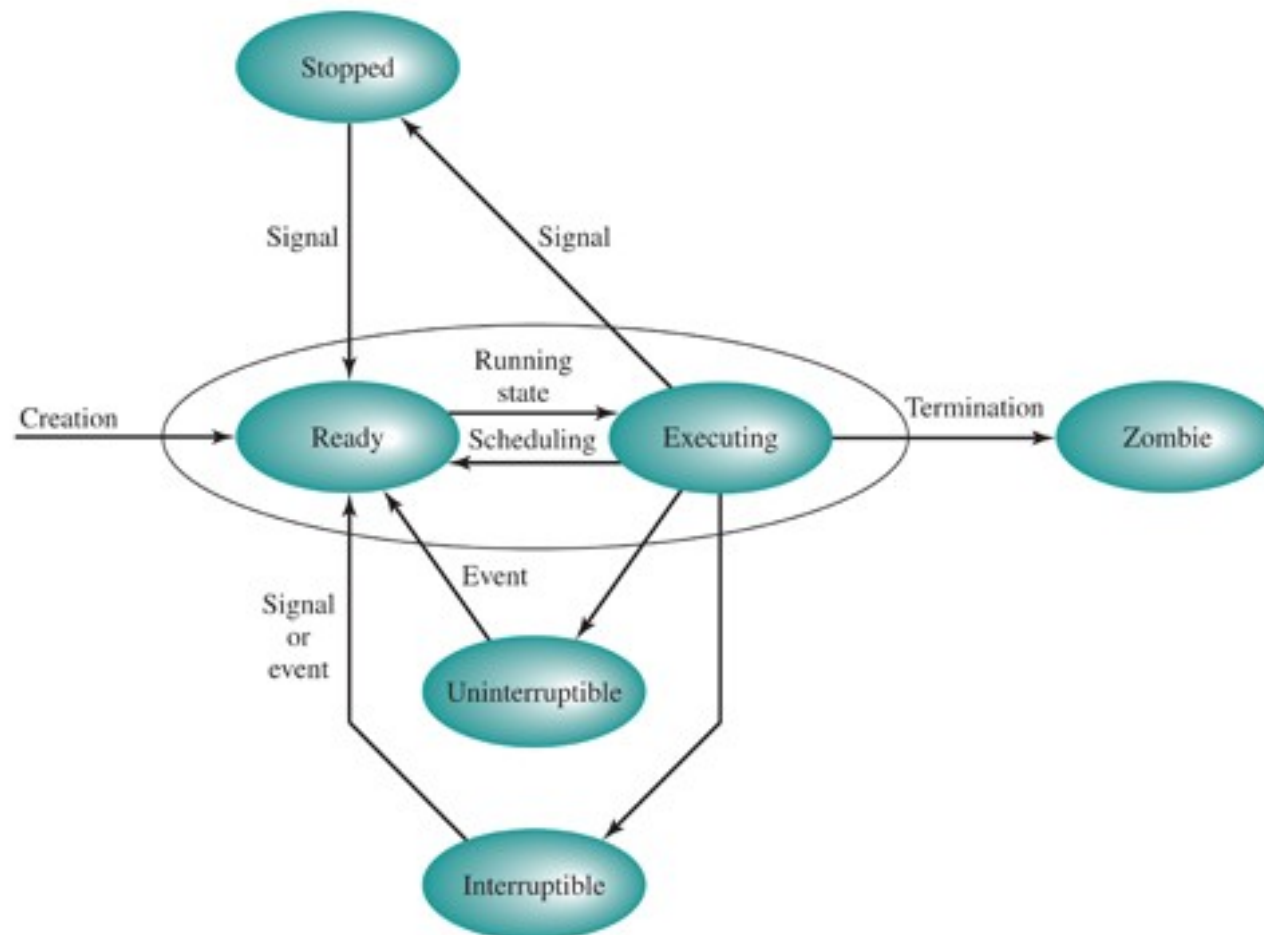 Stopped
Signal
Signal
Running
state
Creation
Ready
Scheduling
Executing
Termination
Zombie
Event
Signal
or
event
Uninterruptible
Interruptible